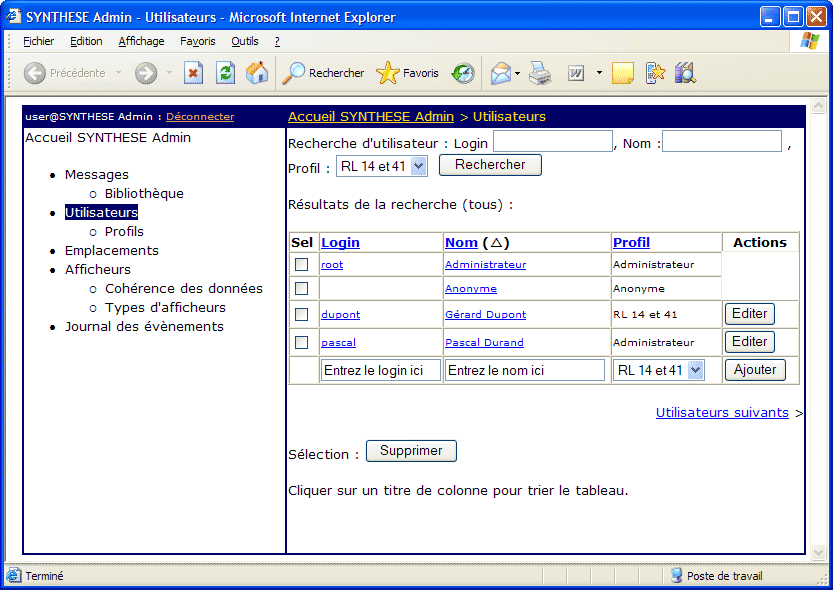 SYNTHESE Admin - Utilisateurs - Microsoft Internet Explorer
Fichier Edition Affichage Favoris Outils ?
Précédente Rechercher Favoris
user@SYNTHESE Admin : Déconnecter
Accueil SYNTHESE Admin > Utilisateurs
Accueil SYNTHESE Admin
Messages
Bibliothèque
Utilisateurs
Profils
Emplacements
Afficheurs
Cohérence des données
Types d'afficheurs
Journal des évènements
Recherche d'utilisateur : Login , Nom : ,
Profil : RL 14 et 41 Rechercher
Résultats de la recherche (tous) :
Sel Login Nom (△) Profil Actions
root Administrateur Administrateur
Anonyme Anonyme
dupont Gérard Dupont RL 14 et 41 Editer
pascal Pascal Durand Administrateur Editer
Entrez le login ici Entrez le nom ici RL 14 et 41 Ajouter
Utilisateurs suivants >
Sélection : Supprimer
Cliquer sur un titre de colonne pour trier le tableau.
Terminé Poste de travail